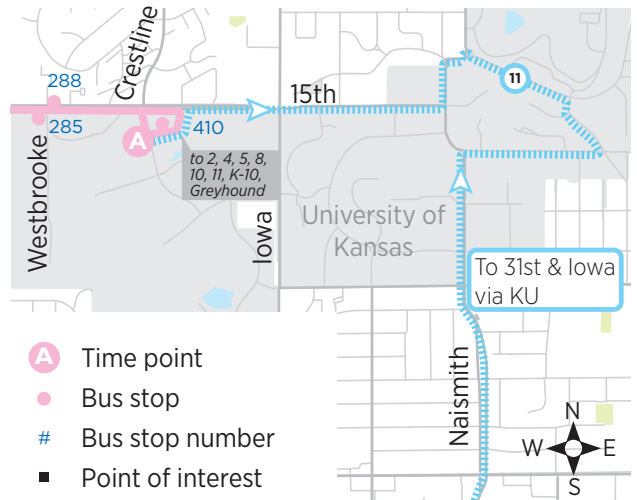 Crestline
288
15th
11
285
A
410
to 2, 4, 5, 8,
10, 11, K-10,
Greyhound
Westbrooke
Iowa
University of
Kansas
To 31st & Iowa
via KU
Naismith
A Time point
Bus stop
# Bus stop number
Point of interest
N
W E
S